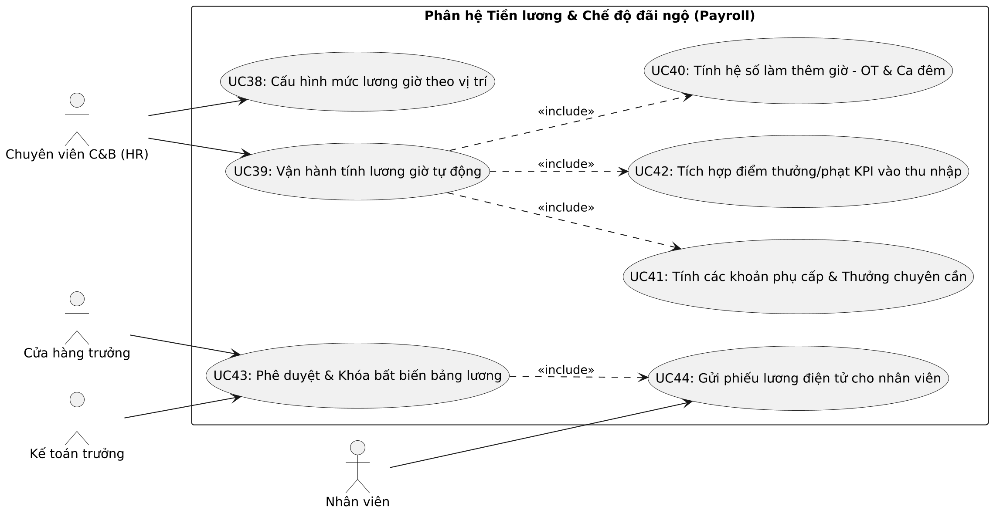 Phân hệ Tiền lương & Chế độ đãi ngộ (Payroll)
UC40: Tính hệ số làm thêm giờ - OT & Ca đêm
UC38: Cấu hình mức lương giờ theo vị trí
«include»
Chuyên viên C&B (HR)
«include»
UC39: Vận hành tính lương giờ tự động
UC42: Tích hợp điểm thưởng/phạt KPI vào thu nhập
«include»
UC41: Tính các khoản phụ cấp & Thưởng chuyên cần
Cửa hàng trưởng
«include»
UC43: Phê duyệt & Khóa bất biến bảng lương
UC44: Gửi phiếu lương điện tử cho nhân viên
Kế toán trưởng
Nhân viên